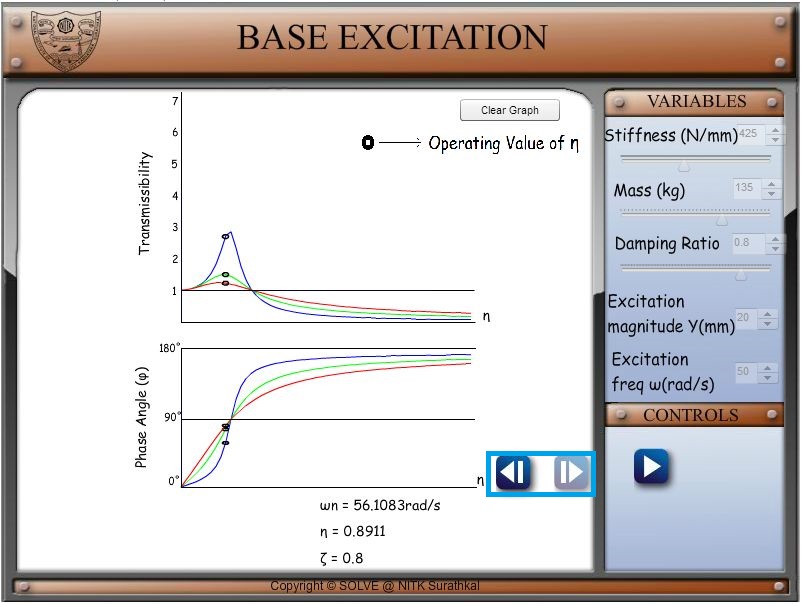 BASE EXCITATION
Clear Graph
Operating Value of η
Transmissibility
7
6
5
4
3
2
1
η
Phase Angle (φ)
180°
90°
0°
η
ωn = 56.1083rad/s
η = 0.8911
ζ = 0.8
VARIABLES
Stiffness (N/mm) 425
Mass (kg) 135
Damping Ratio 0.8
Excitation
magnitude Y(mm) 20
Excitation
freq ω(rad/s) 50
CONTROLS
Copyright © SOLVE @ NITK Surathkal